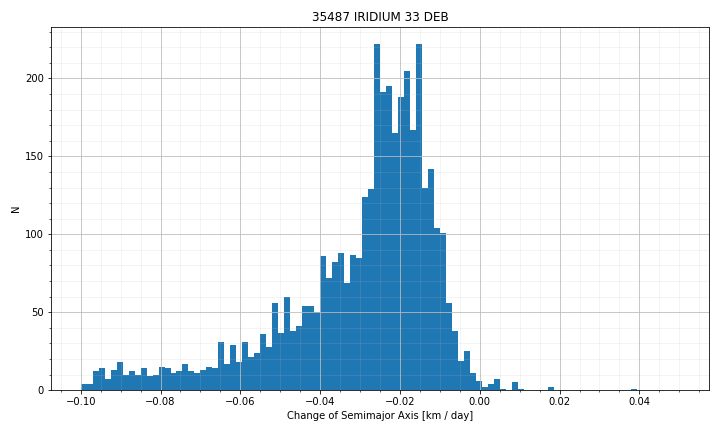 35487 IRIDIUM 33 DEB
200
150
N
100
50
0
−0.10 −0.08 −0.06 −0.04 −0.02 0.00 0.02 0.04
Change of Semimajor Axis [km / day]